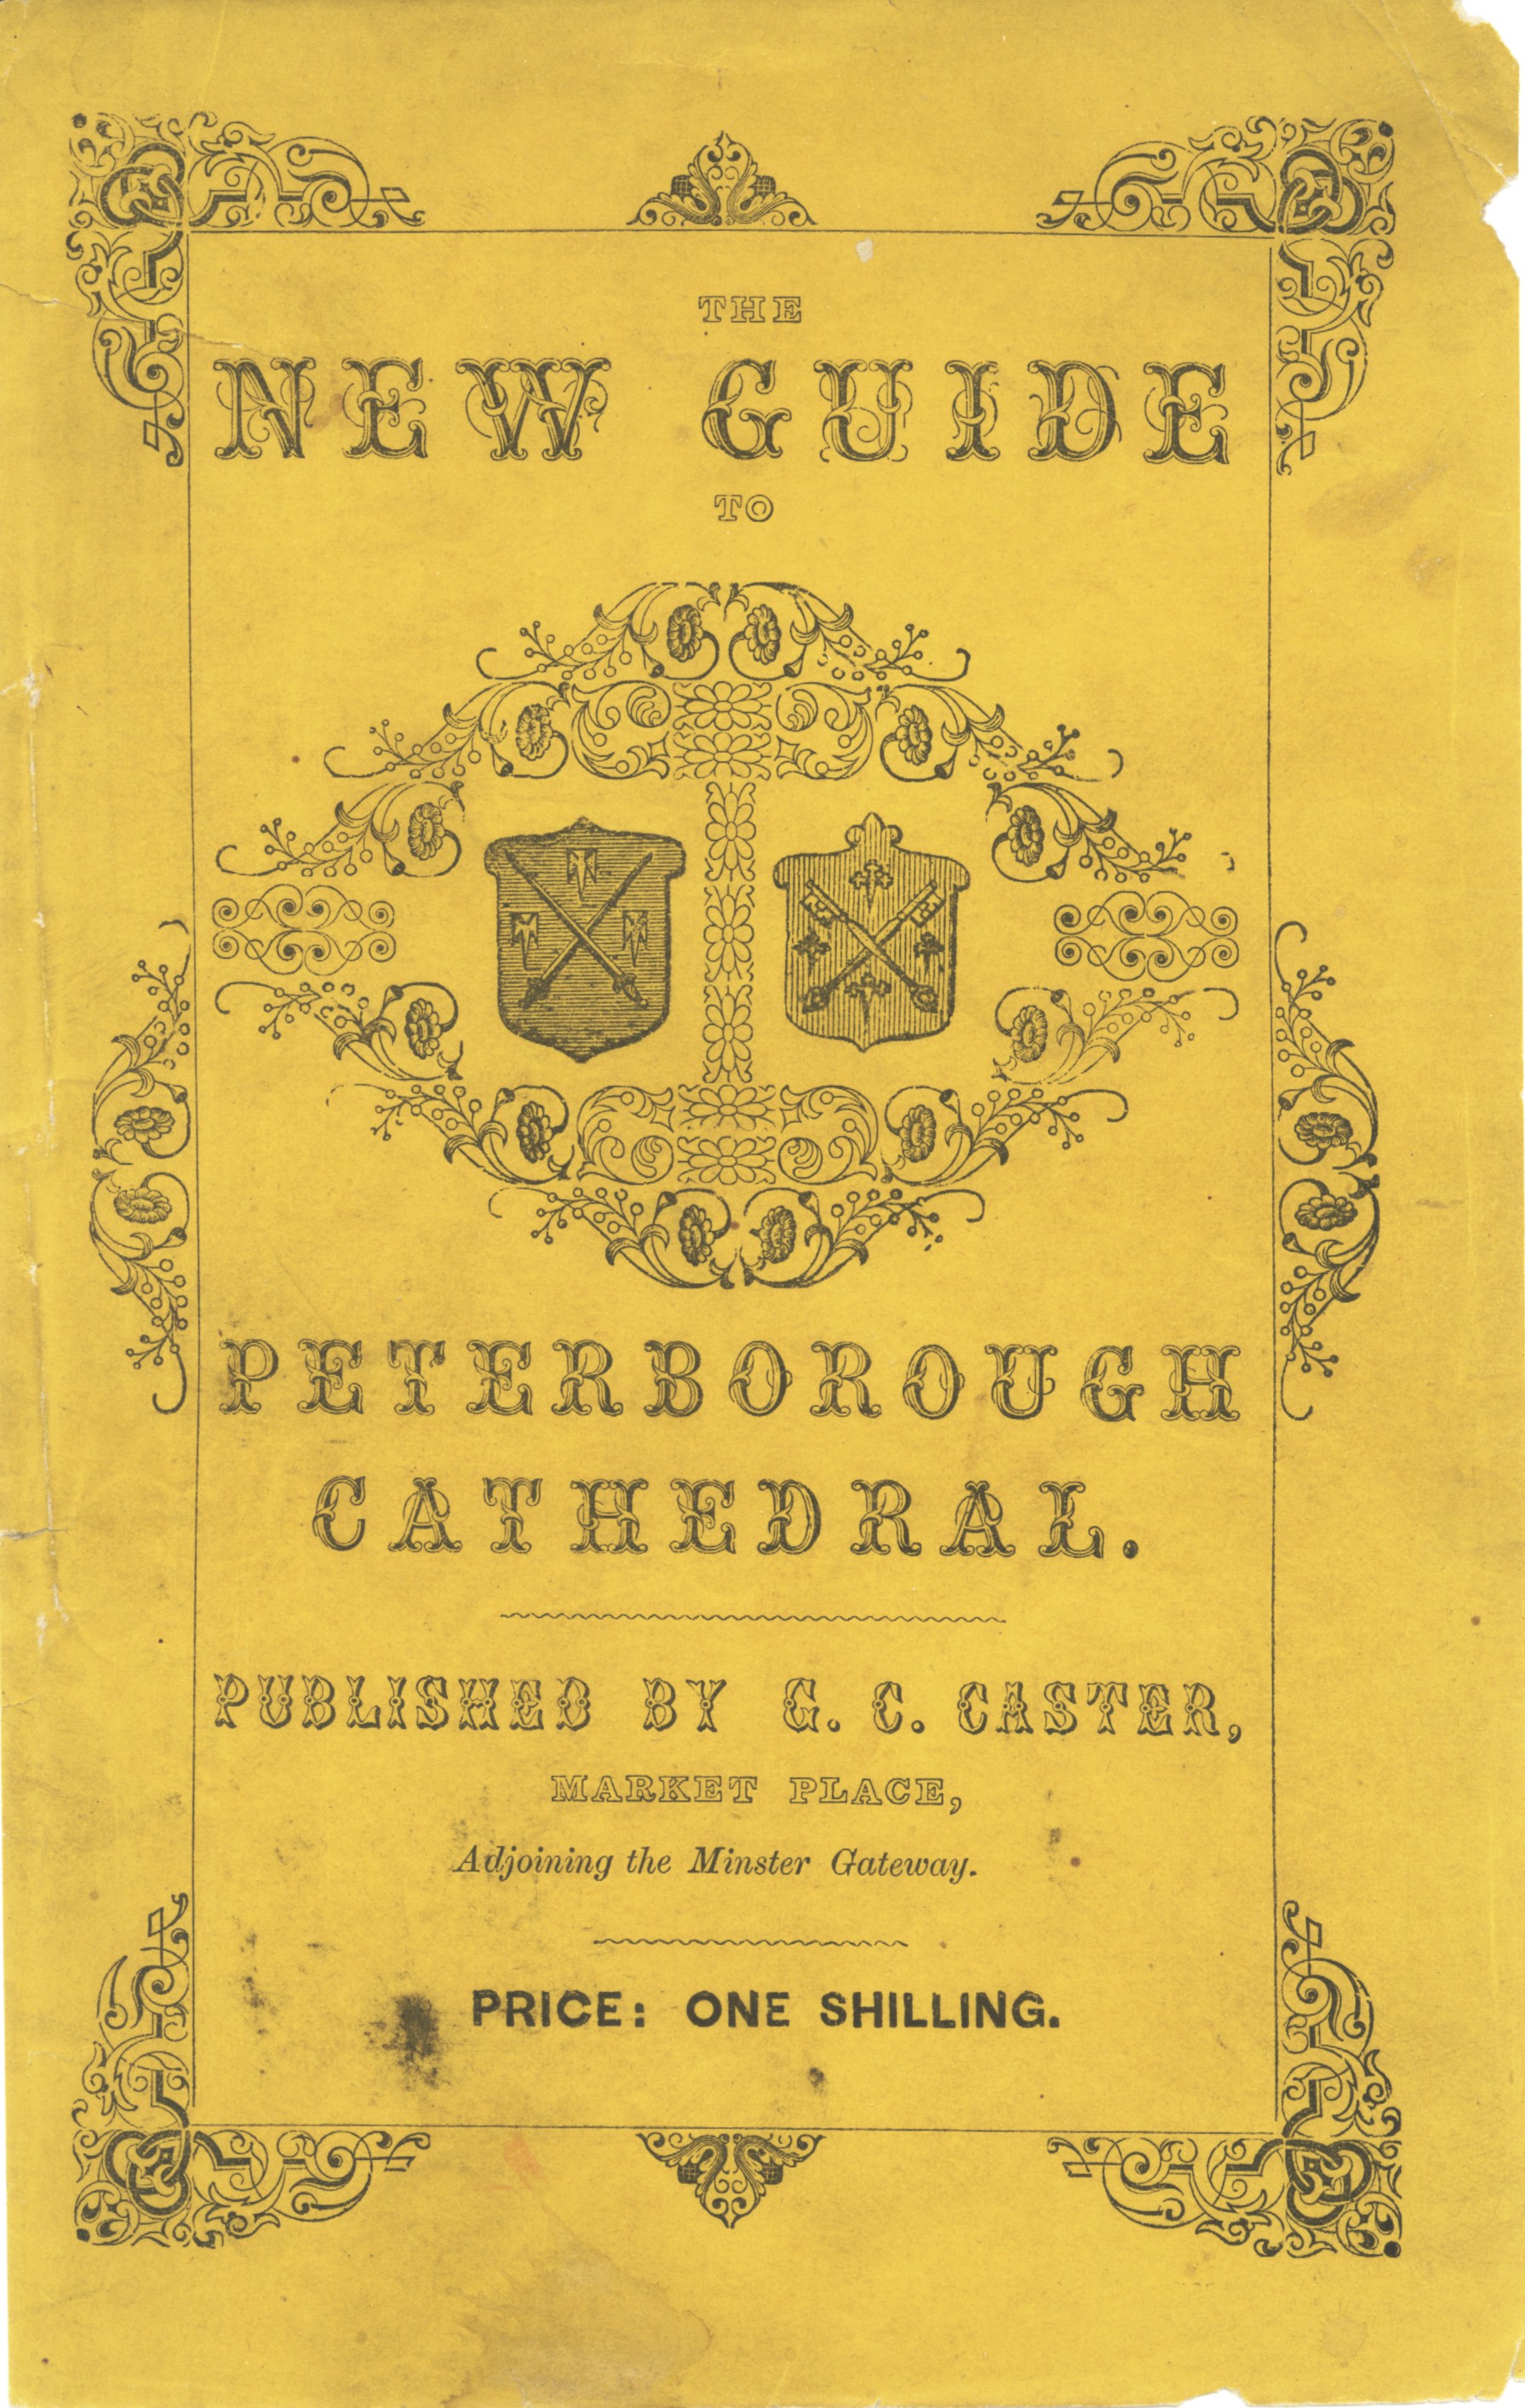 THE
NEW GUIDE
TO
PETERBOROUGH
CATHEDRAL.
PUBLISHED BY G. C. CASTER,
MARKET PLACE,
Adjoining the Minster Gateway.
PRICE: ONE SHILLING.